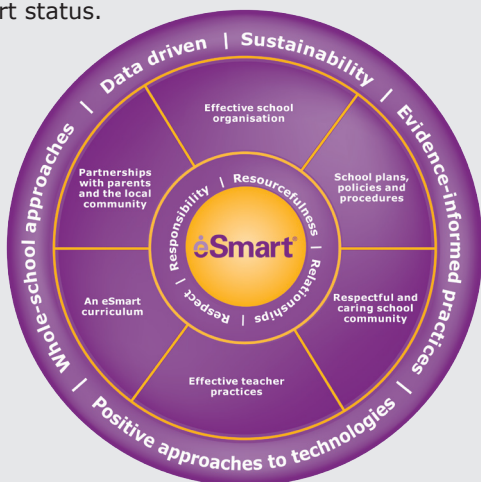 rt status.
Whole-school approaches | Data driven | Sustainability | Evidence-informed practices | Positive approaches to technologies |
Effective school
organisation
School plans,
policies and
procedures
Respectful and
caring school
community
Effective teacher
practices
An eSmart
curriculum
Partnerships
with parents
and the local
community
Responsibility | Resourcefulness | Relationships | Respect |
eSmart®